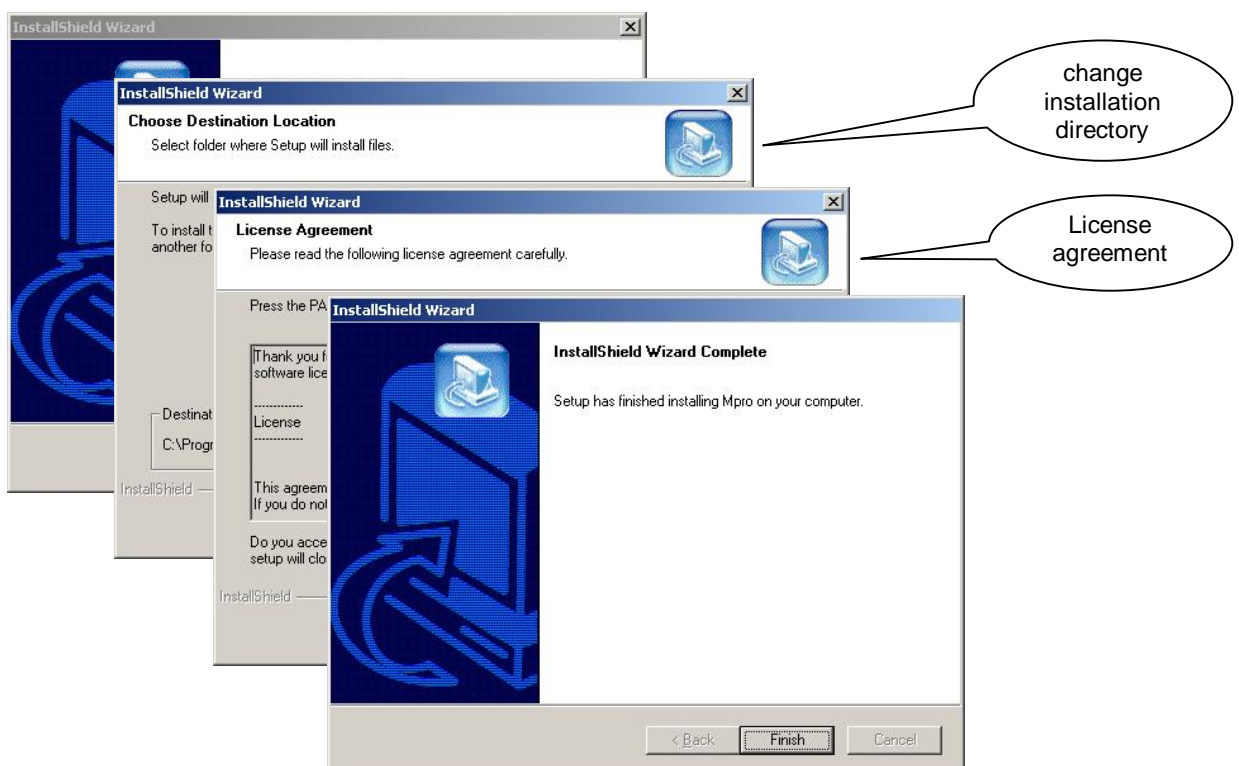 InstallShield Wizard
InstallShield Wizard
Choose Destination Location
Select folder where Setup will install files.
Setup will
To install
another
Destinat
C:\Progr
InstallShield
InstallShield Wizard
License Agreement
Please read the following license agreement carefully.
Press the PA
Thank you
software lice
------------
License
------------
This agreem
If you do not
Do you acce
setup will clo
InstallShield
InstallShield Wizard
InstallShield Wizard Complete
Setup has finished installing Mpro on your computer.
< Back
Finish
Cancel
change
installation
directory
License
agreement